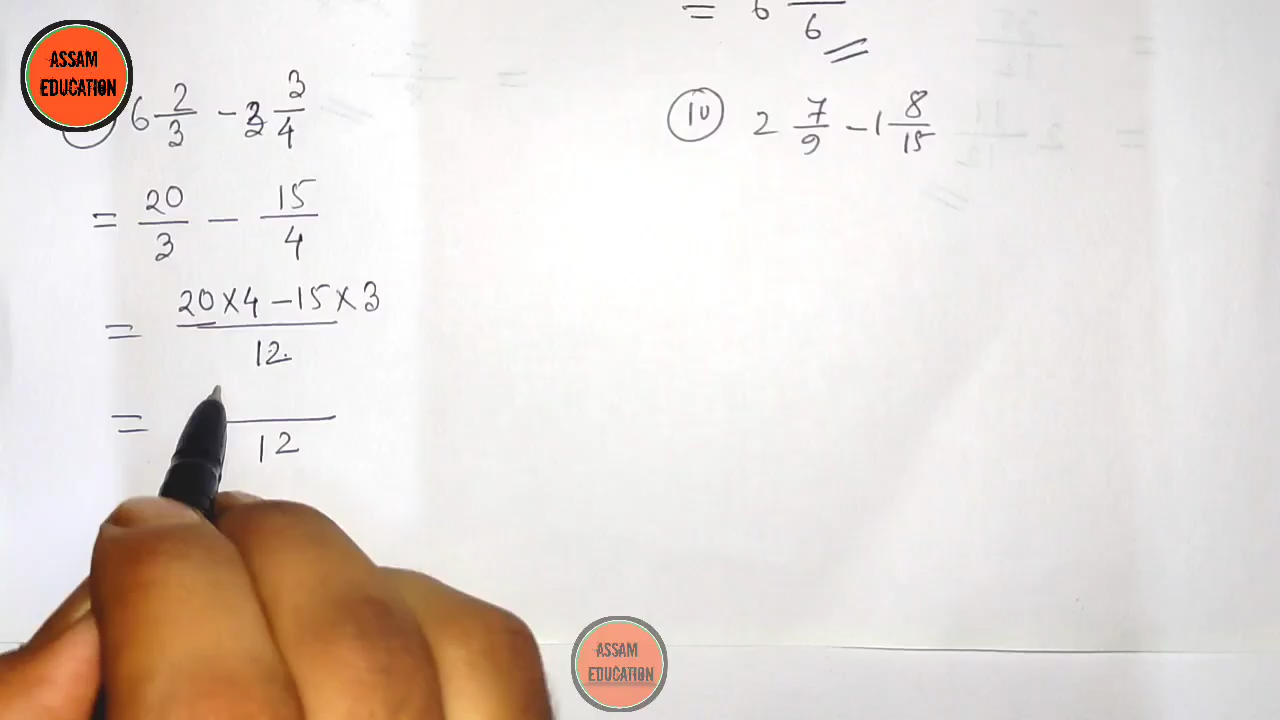 ASSAM
EDUCATION
6 2/3 - 3 3/4
= 20/3 - 15/4
= 20×4 - 15×3 / 12
= / 12
= 6 / 6
10 2 7/9 - 1 8/15
ASSAM
EDUCATION